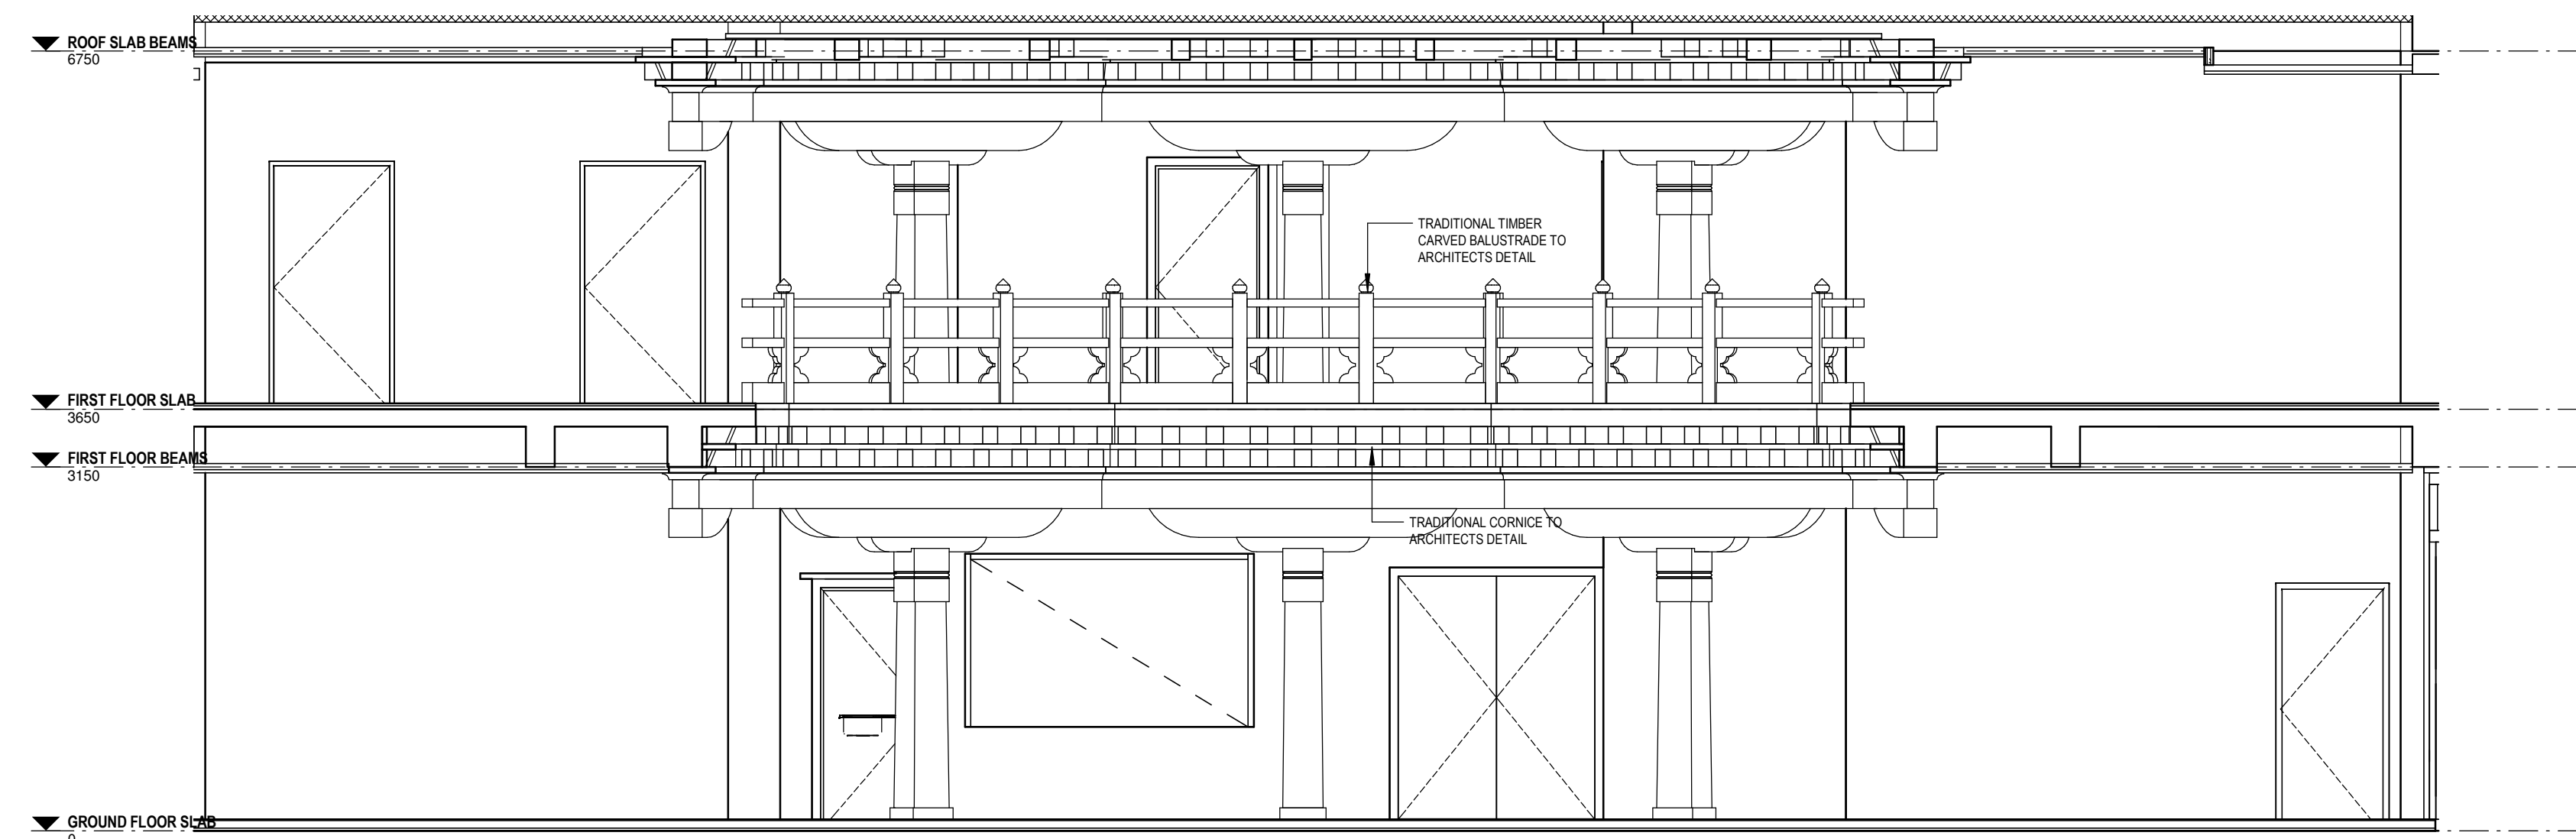 ROOF SLAB BEAMS
6750
TRADITIONAL TIMBER
CARVED BALUSTRADE TO
ARCHITECTS DETAIL
FIRST FLOOR SLAB
3650
FIRST FLOOR BEAMS
3150
TRADITIONAL CORNICE TO
ARCHITECTS DETAIL
GROUND FLOOR SLAB
0